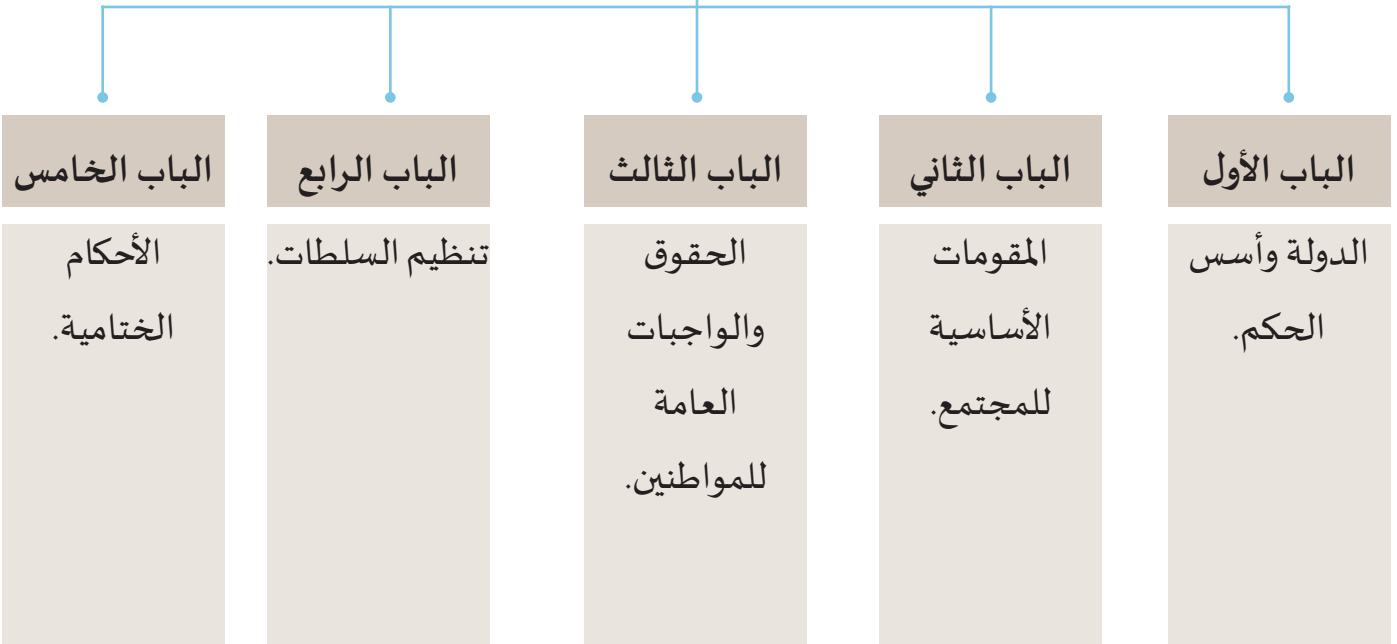 الباب الأول
الدولة وأسس
الحكم.
الباب الثاني
المقومات
الأساسية
للمجتمع.
الباب الثالث
الحقوق
والواجبات
العامة
للمواطنين.
الباب الرابع
تنظيم السلطات.
الباب الخامس
الأحكام
الختامية.